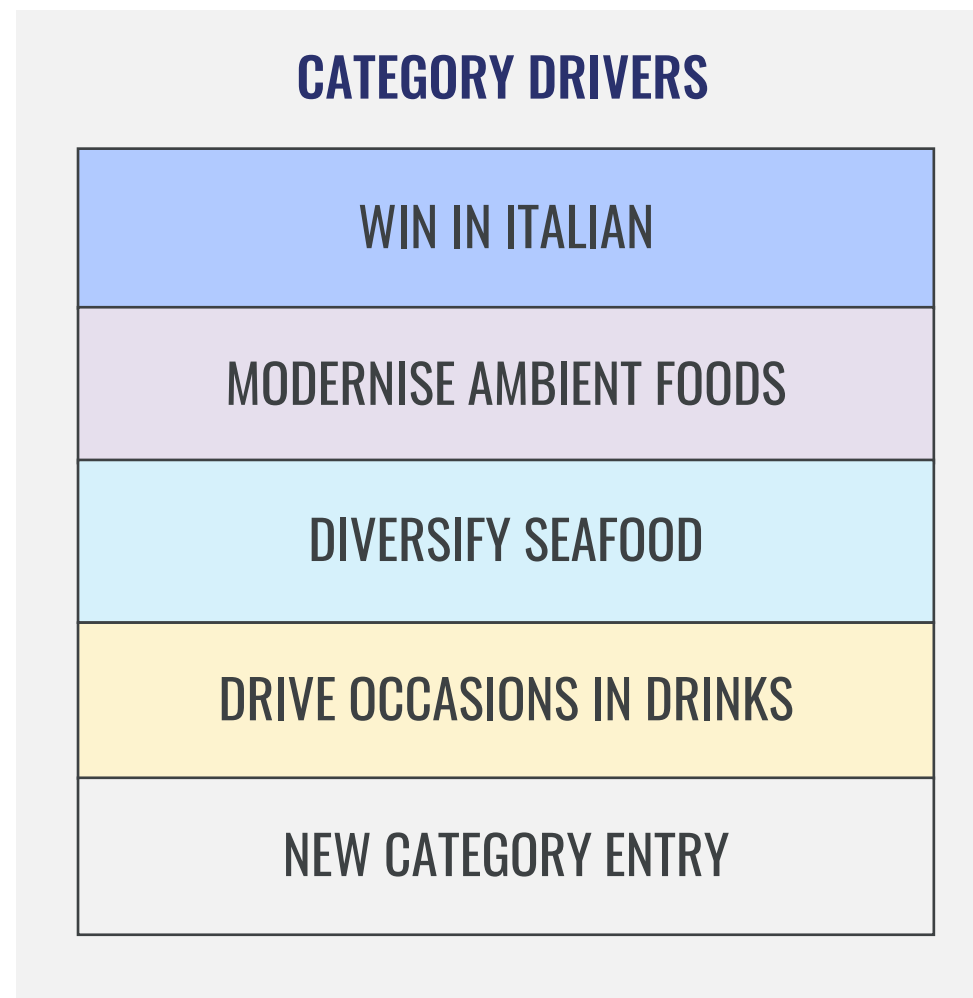 CATEGORY DRIVERS
WIN IN ITALIAN
MODERNISE AMBIENT FOODS
DIVERSIFY SEAFOOD
DRIVE OCCASIONS IN DRINKS
NEW CATEGORY ENTRY